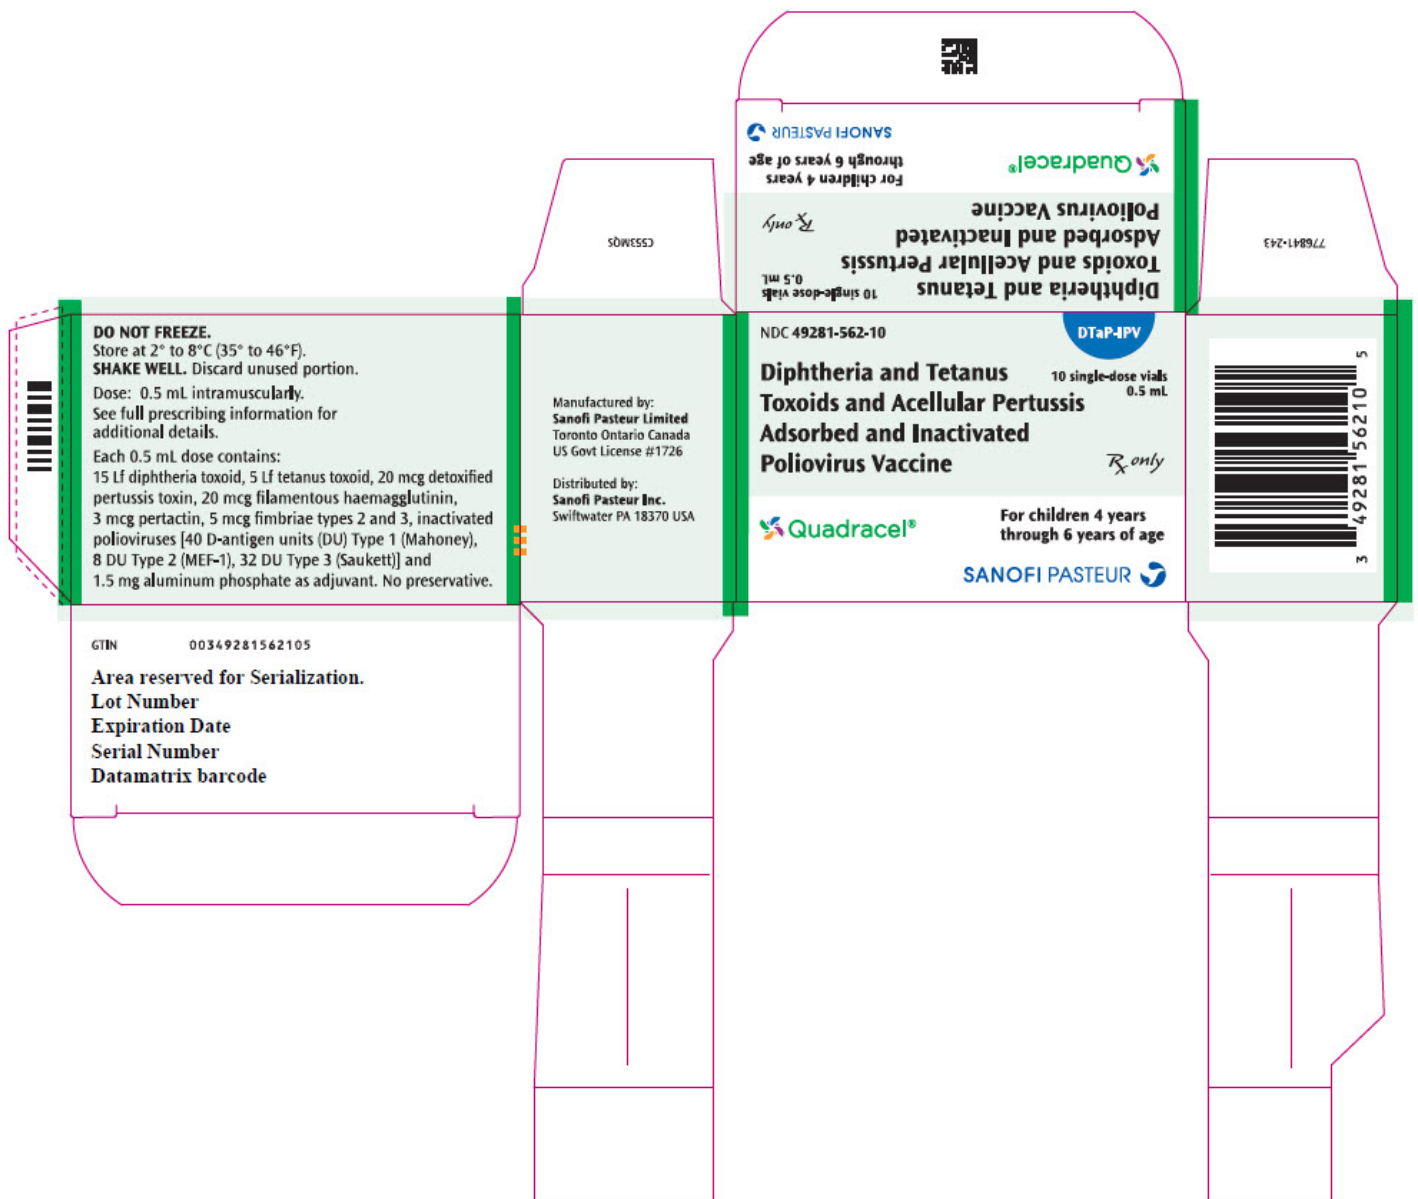 SANOFI PASTEUR
For children 4 years
through 6 years of age
Quadracel®
Diphtheria and Tetanus
Toxoids and Acellular Pertussis
Adsorbed and Inactivated
Poliovirus Vaccine
10 single-dose vials
0.5 mL
Rx only
C553MQS
776841-243
DO NOT FREEZE.
Store at 2° to 8°C (35° to 46°F).
SHAKE WELL. Discard unused portion.
Dose: 0.5 mL intramuscularly.
See full prescribing information for
additional details.
Each 0.5 mL dose contains:
15 Lf diphtheria toxoid, 5 Lf tetanus toxoid, 20 mcg detoxified
pertussis toxin, 20 mcg filamentous haemagglutinin,
3 mcg pertactin, 5 mcg fimbriae types 2 and 3, inactivated
polioviruses [40 D-antigen units (DU) Type 1 (Mahoney),
8 DU Type 2 (MEF-1), 32 DU Type 3 (Saukett)] and
1.5 mg aluminum phosphate as adjuvant. No preservative.
Manufactured by:
Sanofi Pasteur Limited
Toronto Ontario Canada
US Govt License #1726
Distributed by:
Sanofi Pasteur Inc.
Swiftwater PA 18370 USA
NDC 49281-562-10
DTaP-IPV
Diphtheria and Tetanus
Toxoids and Acellular Pertussis
Adsorbed and Inactivated
Poliovirus Vaccine
10 single-dose vials
0.5 mL
Rx only
Quadracel®
For children 4 years
through 6 years of age
SANOFI PASTEUR
3 49281 56210 5
GTIN 00349281562105
Area reserved for Serialization.
Lot Number
Expiration Date
Serial Number
Datamatrix barcode